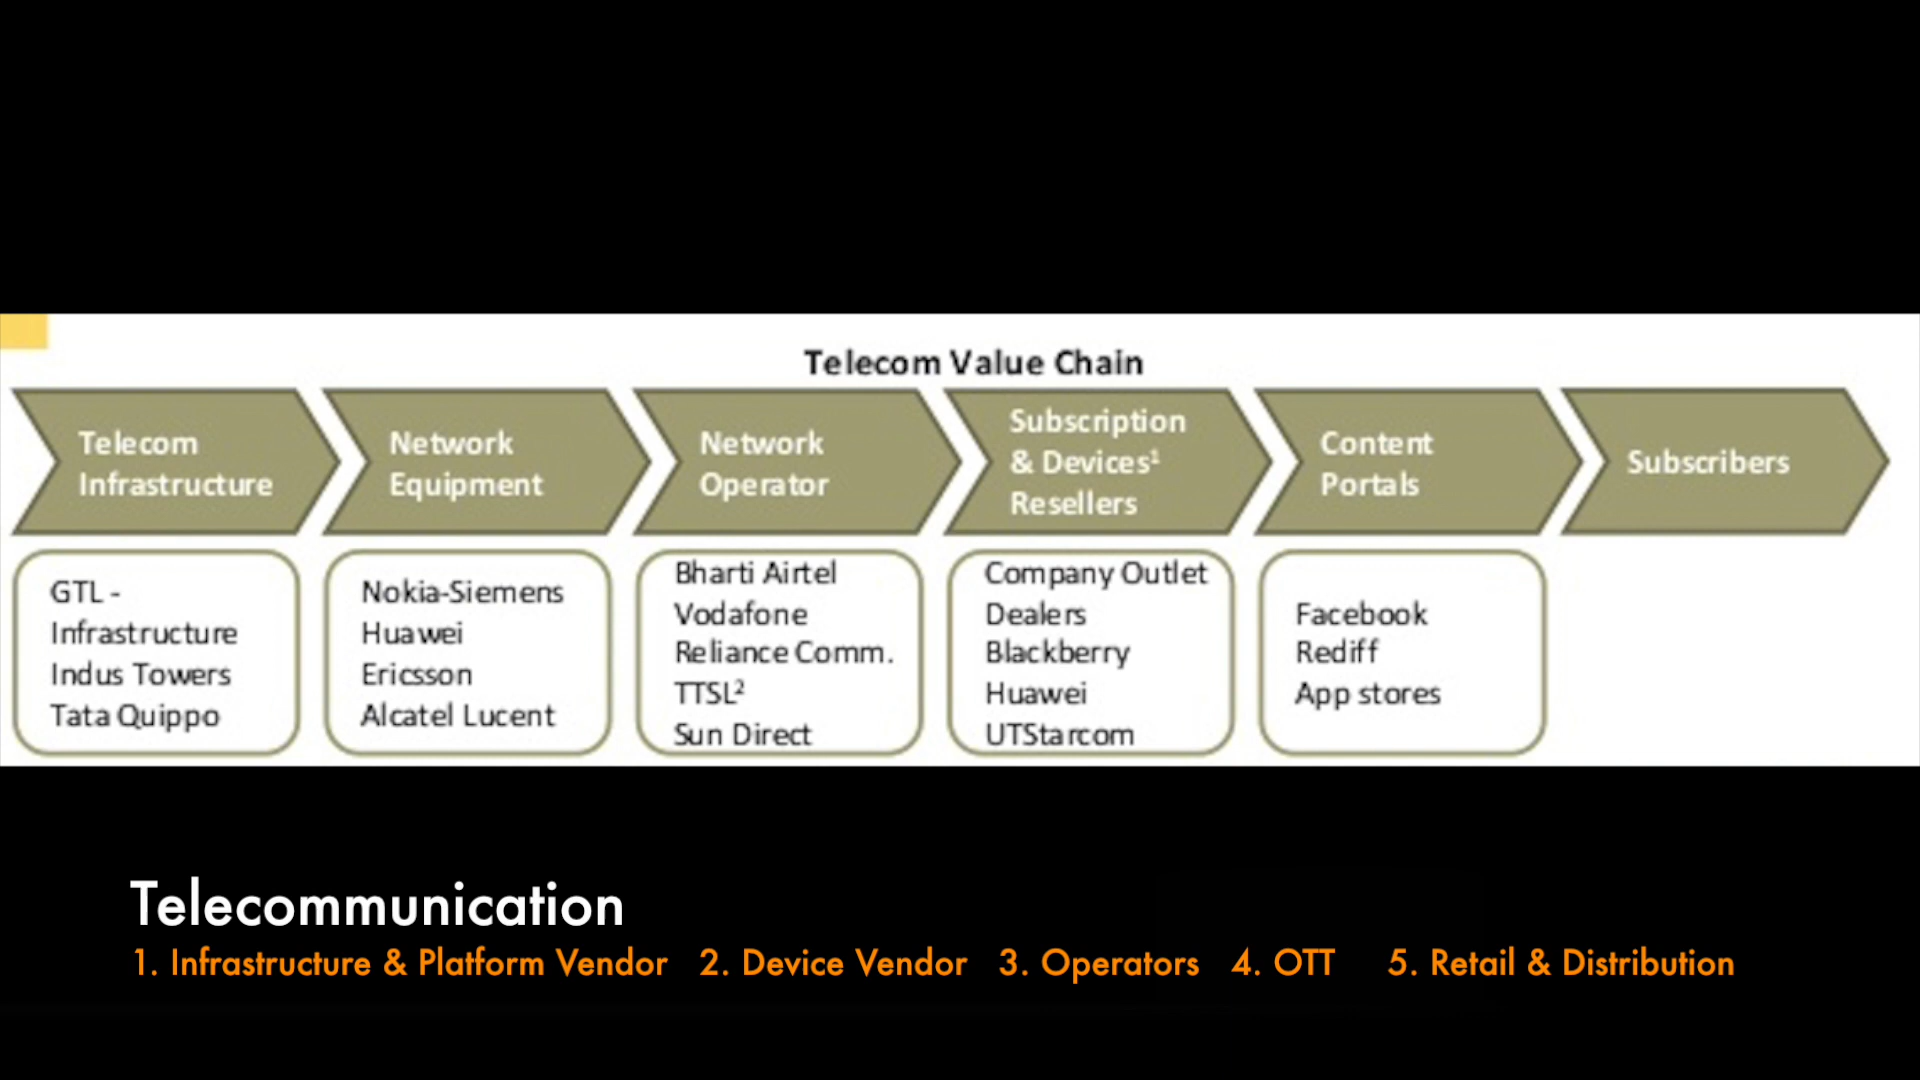 Telecom Value Chain
Telecom
Infrastructure
Network
Equipment
Network
Operator
Subscription
& Devices¹
Resellers
Content
Portals
Subscribers
GTL -
Infrastructure
Indus Towers
Tata Quippo
Nokia-Siemens
Huawei
Ericsson
Alcatel Lucent
Bharti Airtel
Vodafone
Reliance Comm.
TTSL²
Sun Direct
Company Outlet
Dealers
Blackberry
Huawei
UTStarcom
Facebook
Rediff
App stores
Telecommunication
1. Infrastructure & Platform Vendor 2. Device Vendor 3. Operators 4. OTT 5. Retail & Distribution